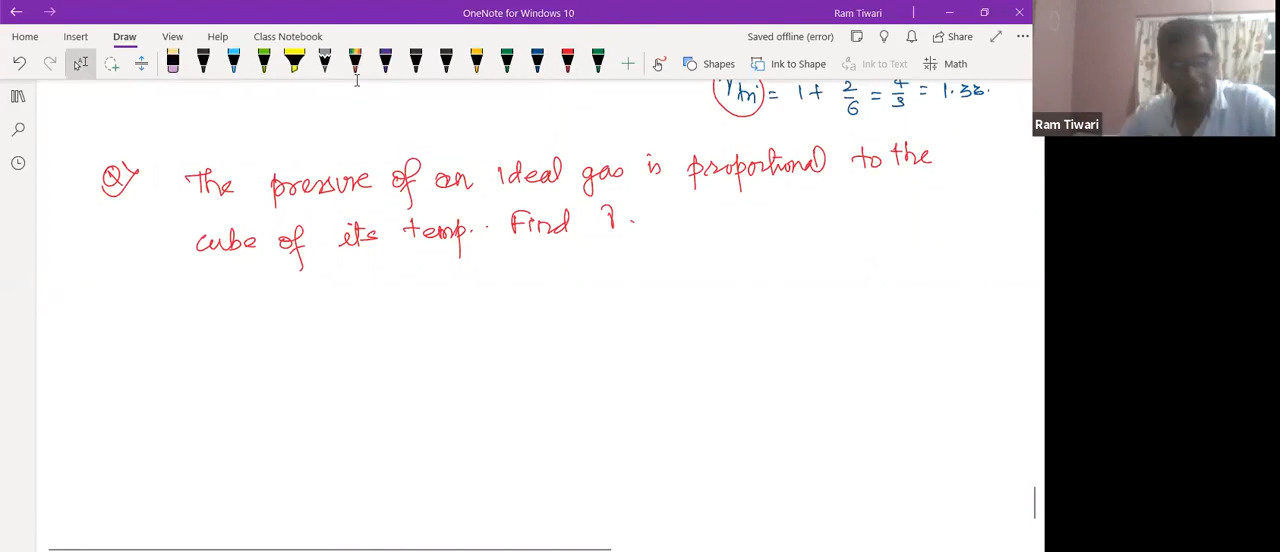 OneNote for Windows 10
Ram Tiwari
Home Insert Draw View Help Class Notebook
Saved offline (error) Share
Shapes Ink to Shape Ink to Text Math
= 1 + 2/6 = 4/3 = 1.33.
Ram Tiwari
Q) The pressure of an ideal gas is proportional to the
cube of its temp.. Find γ.